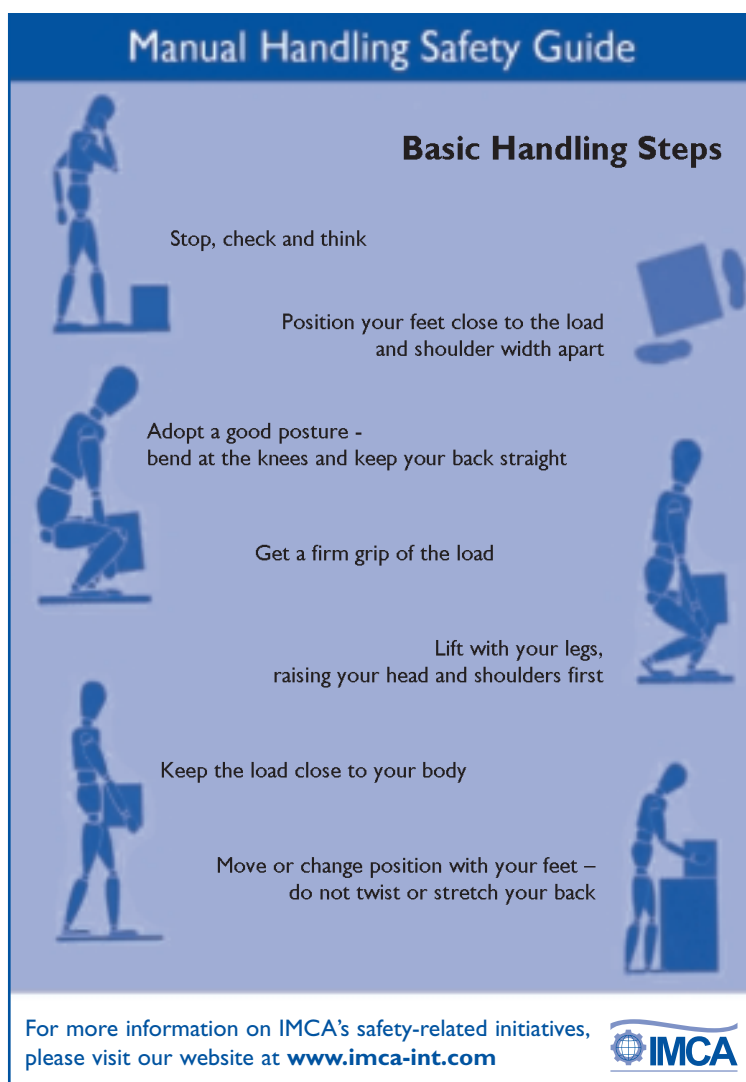 Manual Handling Safety Guide
Basic Handling Steps
Stop, check and think
Position your feet close to the load
and shoulder width apart
Adopt a good posture -
bend at the knees and keep your back straight
Get a firm grip of the load
Lift with your legs,
raising your head and shoulders first
Keep the load close to your body
Move or change position with your feet –
do not twist or stretch your back
For more information on IMCA’s safety-related initiatives,
please visit our website at www.imca-int.com
IMCA